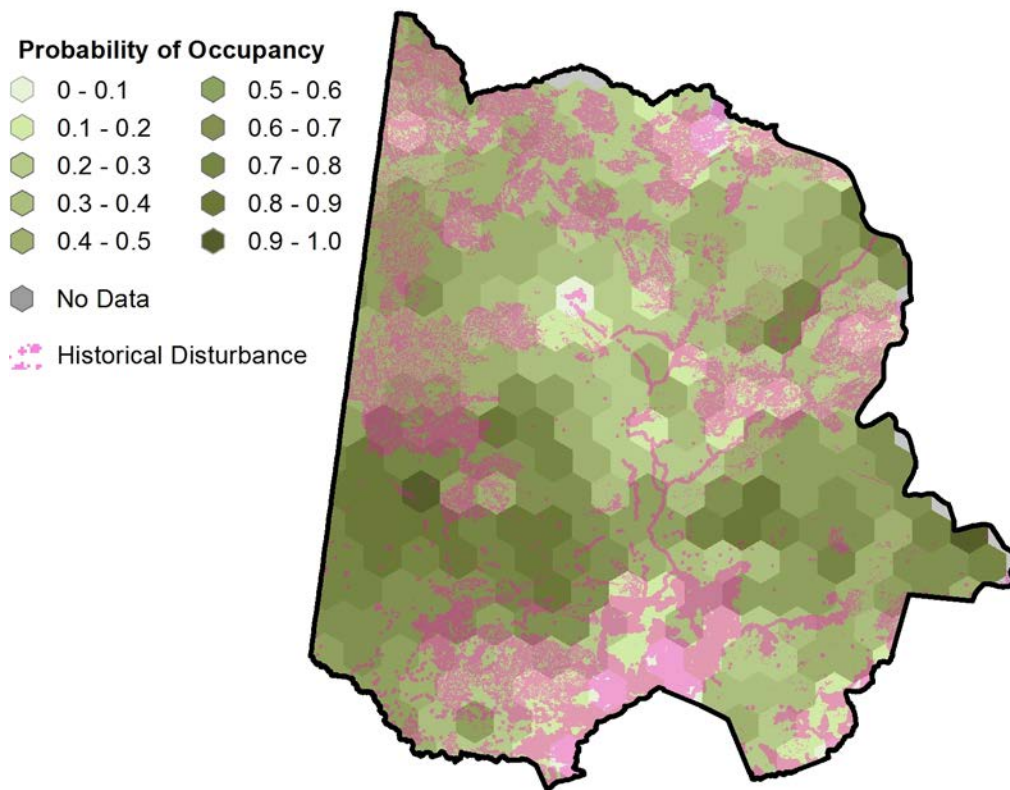 Probability of Occupancy
0 - 0.1
0.1 - 0.2
0.2 - 0.3
0.3 - 0.4
0.4 - 0.5
0.5 - 0.6
0.6 - 0.7
0.7 - 0.8
0.8 - 0.9
0.9 - 1.0
No Data
Historical Disturbance